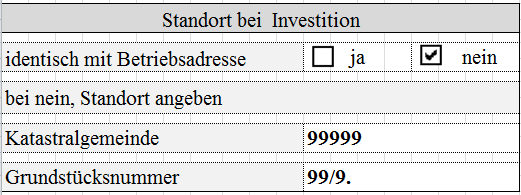 Standort bei Investition
identisch mit Betriebsadresse ja nein
bei nein, Standort angeben
Katastralgemeinde 99999
Grundstücksnummer 99/9.